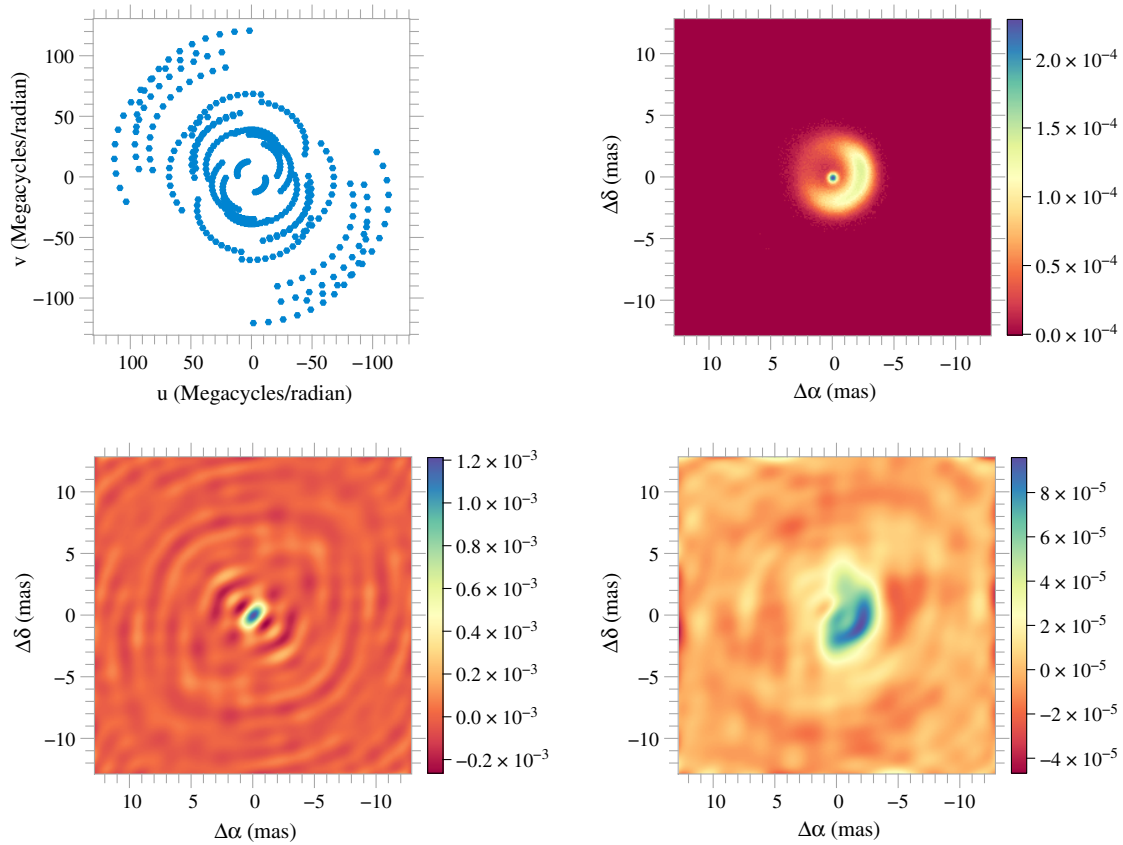 100
50
0
−50
−100
v (Megacycles/radian)
100 50 0 −50 −100
u (Megacycles/radian)
10
5
0
−5
−10
Δδ (mas)
10 5 0 −5 −10
Δα (mas)
2.0 × 10⁻⁴
1.5 × 10⁻⁴
1.0 × 10⁻⁴
0.5 × 10⁻⁴
0.0 × 10⁻⁴
10
5
0
−5
−10
Δδ (mas)
10 5 0 −5 −10
Δα (mas)
1.2 × 10⁻³
1.0 × 10⁻³
0.8 × 10⁻³
0.6 × 10⁻³
0.4 × 10⁻³
0.2 × 10⁻³
0.0 × 10⁻³
−0.2 × 10⁻³
10
5
0
−5
−10
Δδ (mas)
10 5 0 −5 −10
Δα (mas)
8 × 10⁻⁵
6 × 10⁻⁵
4 × 10⁻⁵
2 × 10⁻⁵
0 × 10⁻⁵
−2 × 10⁻⁵
−4 × 10⁻⁵